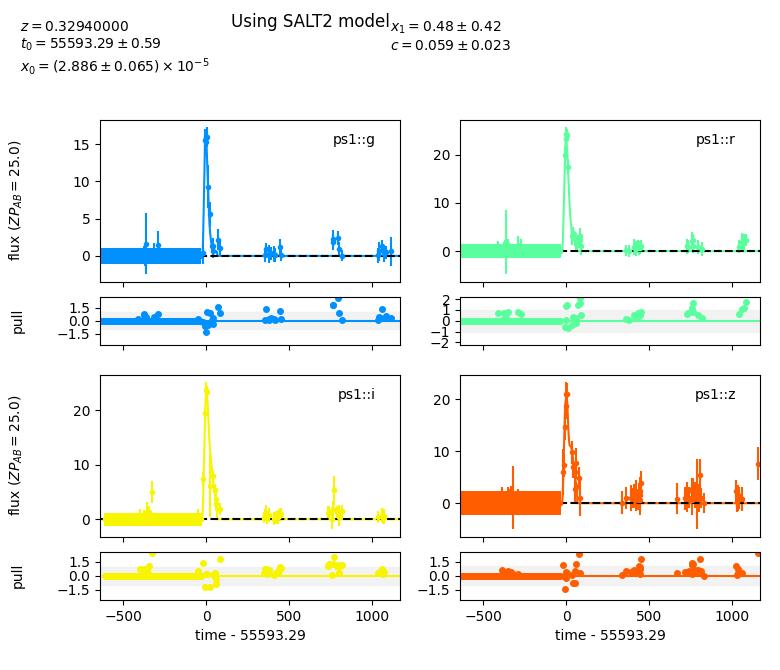 Using SALT2 model
z = 0.32940000
t₀ = 55593.29 ± 0.59
x₀ = (2.886 ± 0.065) × 10⁻⁵
x₁ = 0.48 ± 0.42
c = 0.059 ± 0.023
flux (ZP_AB = 25.0)
15
10
5
0
ps1::g
20
10
0
ps1::r
pull
1.5
0.0
−1.5
2
1
0
−1
−2
flux (ZP_AB = 25.0)
20
10
0
ps1::i
20
10
0
ps1::z
pull
1.5
0.0
−1.5
1.5
0.0
−1.5
−500 0 500 1000
−500 0 500 1000
time - 55593.29
time - 55593.29